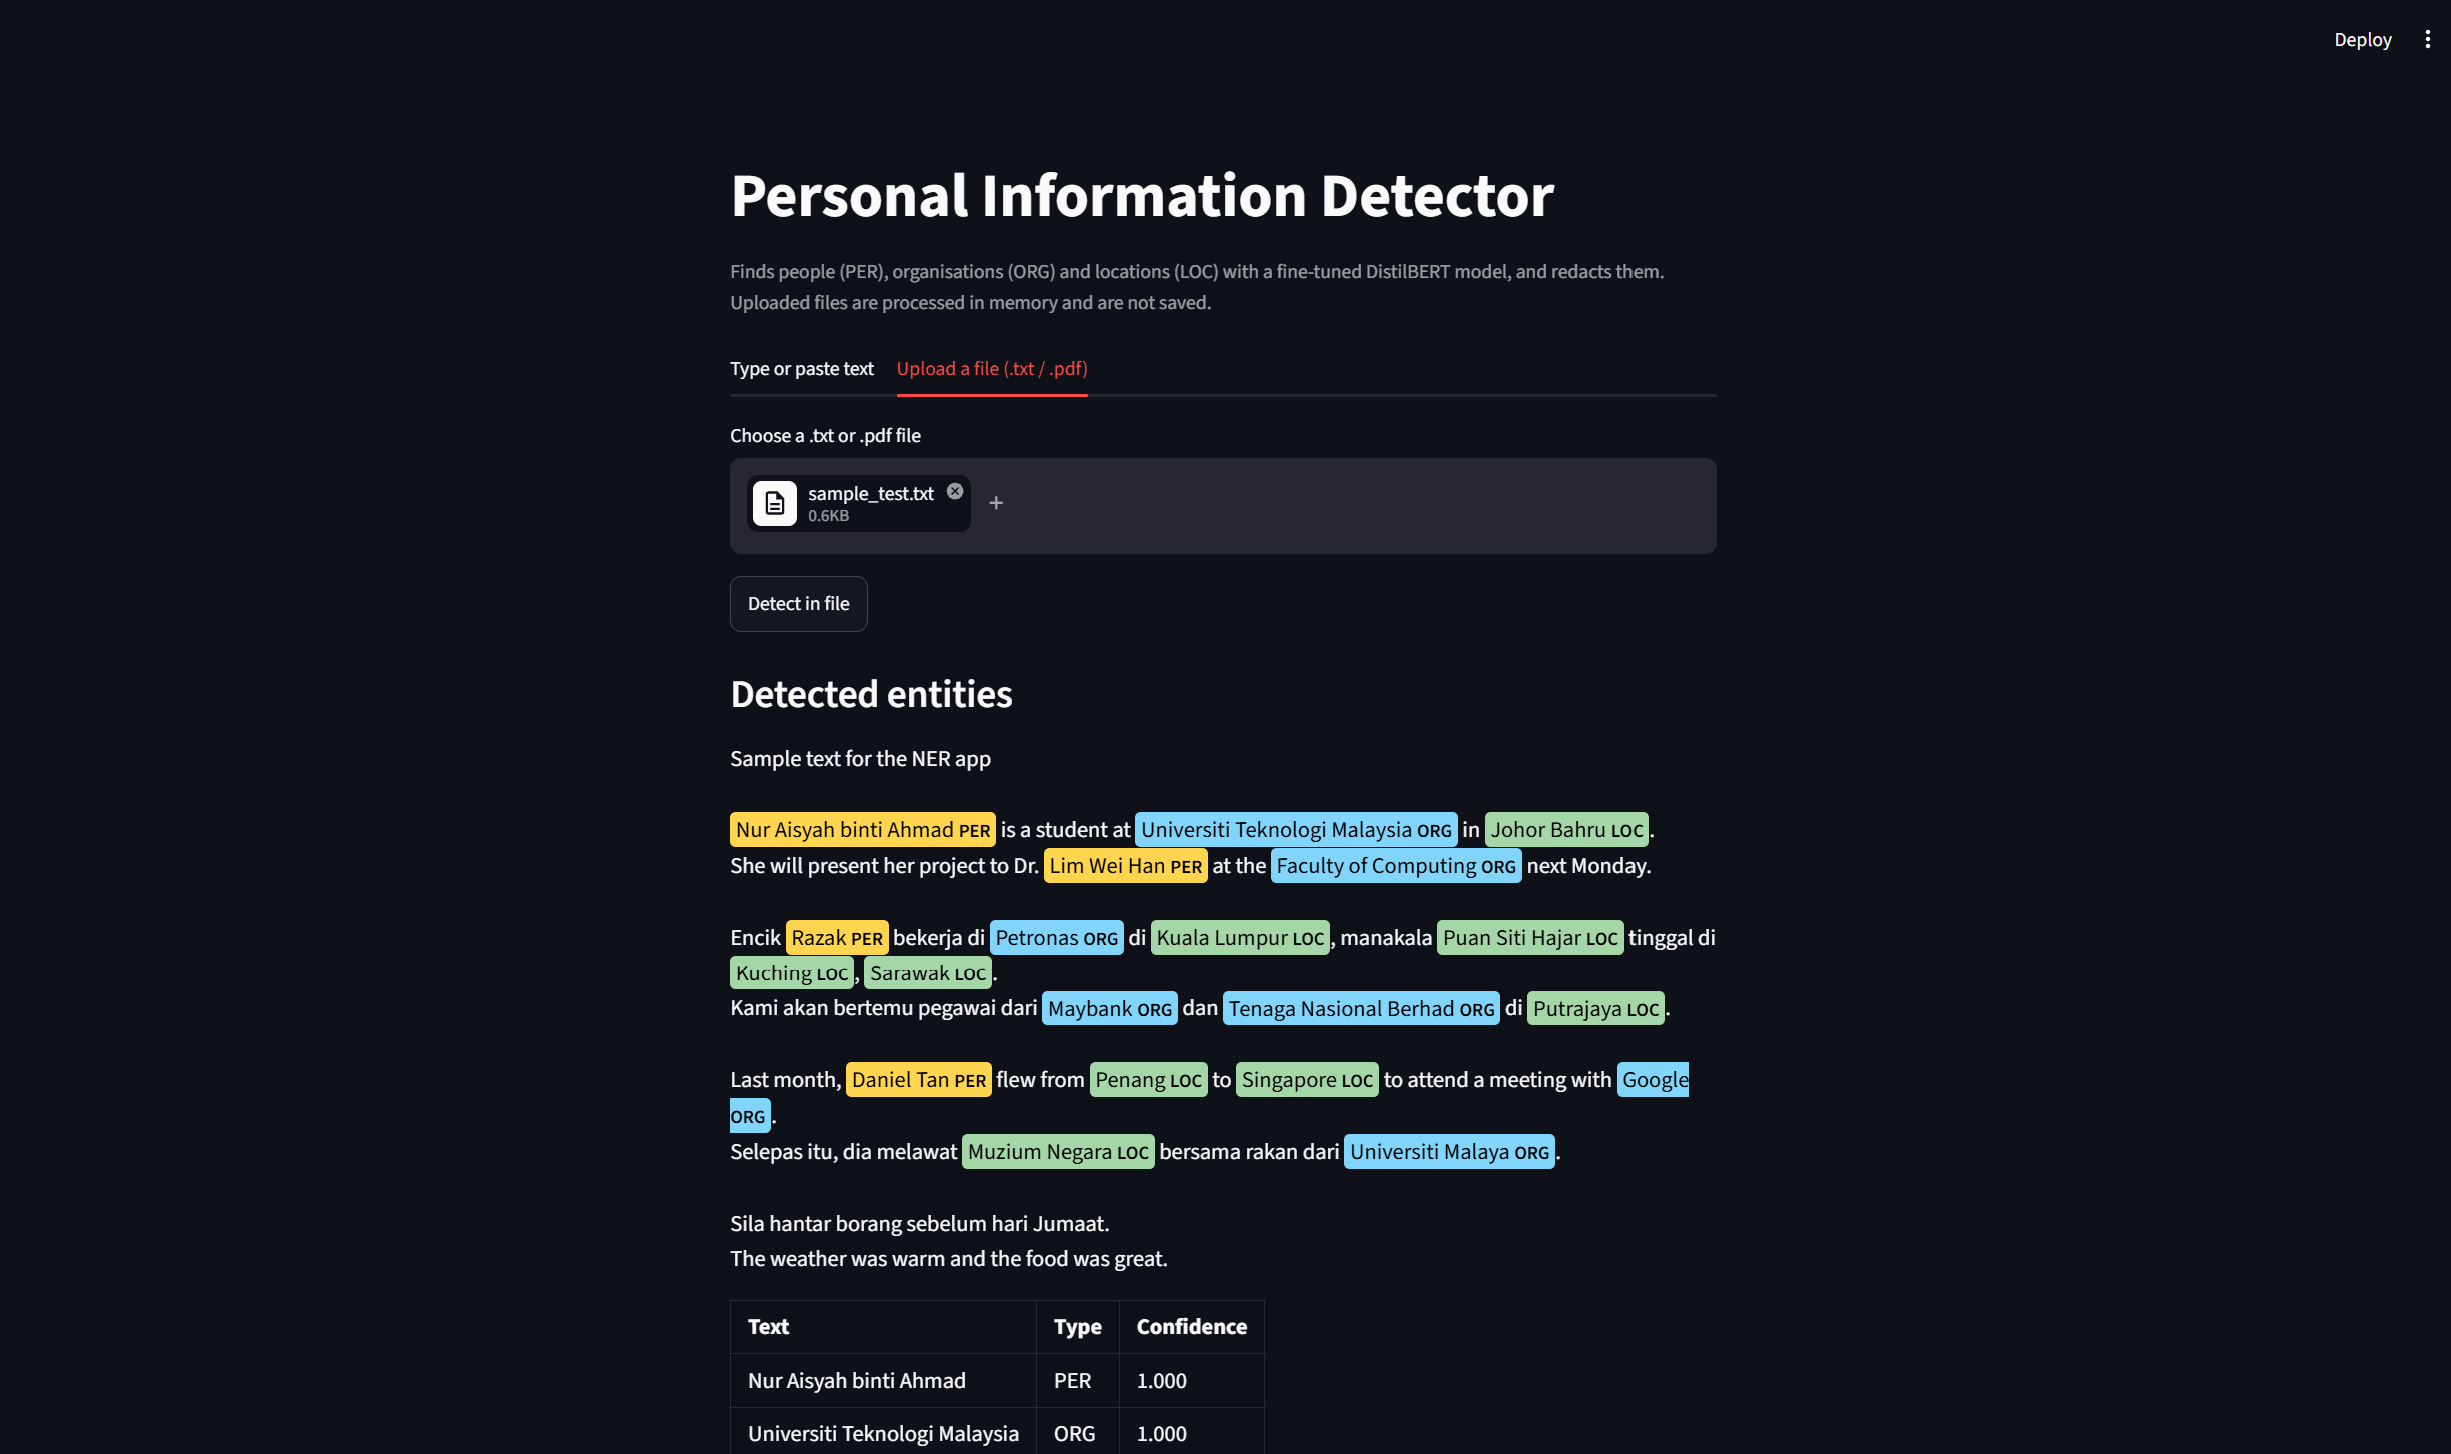 Deploy
Personal Information Detector
Finds people (PER), organisations (ORG) and locations (LOC) with a fine-tuned DistilBERT model, and redacts them.
Uploaded files are processed in memory and are not saved.
Type or paste text Upload a file (.txt / .pdf)
Choose a .txt or .pdf file
sample_test.txt
0.6KB
Detect in file
Detected entities
Sample text for the NER app
Nur Aisyah binti Ahmad PER is a student at Universiti Teknologi Malaysia ORG in Johor Bahru LOC.
She will present her project to Dr. Lim Wei Han PER at the Faculty of Computing ORG next Monday.
Encik Razak PER bekerja di Petronas ORG di Kuala Lumpur LOC, manakala Puan Siti Hajar LOC tinggal di
Kuching LOC, Sarawak LOC.
Kami akan bertemu pegawai dari Maybank ORG dan Tenaga Nasional Berhad ORG di Putrajaya LOC.
Last month, Daniel Tan PER flew from Penang LOC to Singapore LOC to attend a meeting with Google
ORG.
Selepas itu, dia melawat Muzium Negara LOC bersama rakan dari Universiti Malaya ORG.
Sila hantar borang sebelum hari Jumaat.
The weather was warm and the food was great.
Text Type Confidence
Nur Aisyah binti Ahmad PER 1.000
Universiti Teknologi Malaysia ORG 1.000